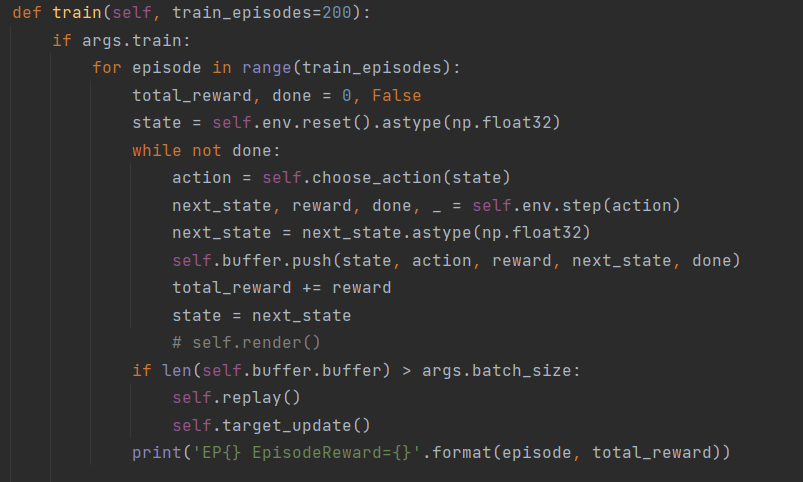 def train(self, train_episodes=200):
    if args.train:
        for episode in range(train_episodes):
            total_reward, done = 0, False
            state = self.env.reset().astype(np.float32)
            while not done:
                action = self.choose_action(state)
                next_state, reward, done, _ = self.env.step(action)
                next_state = next_state.astype(np.float32)
                self.buffer.push(state, action, reward, next_state, done)
                total_reward += reward
                state = next_state
                # self.render()
            if len(self.buffer.buffer) > args.batch_size:
                self.replay()
                self.target_update()
            print('EP{} EpisodeReward={}'.format(episode, total_reward))